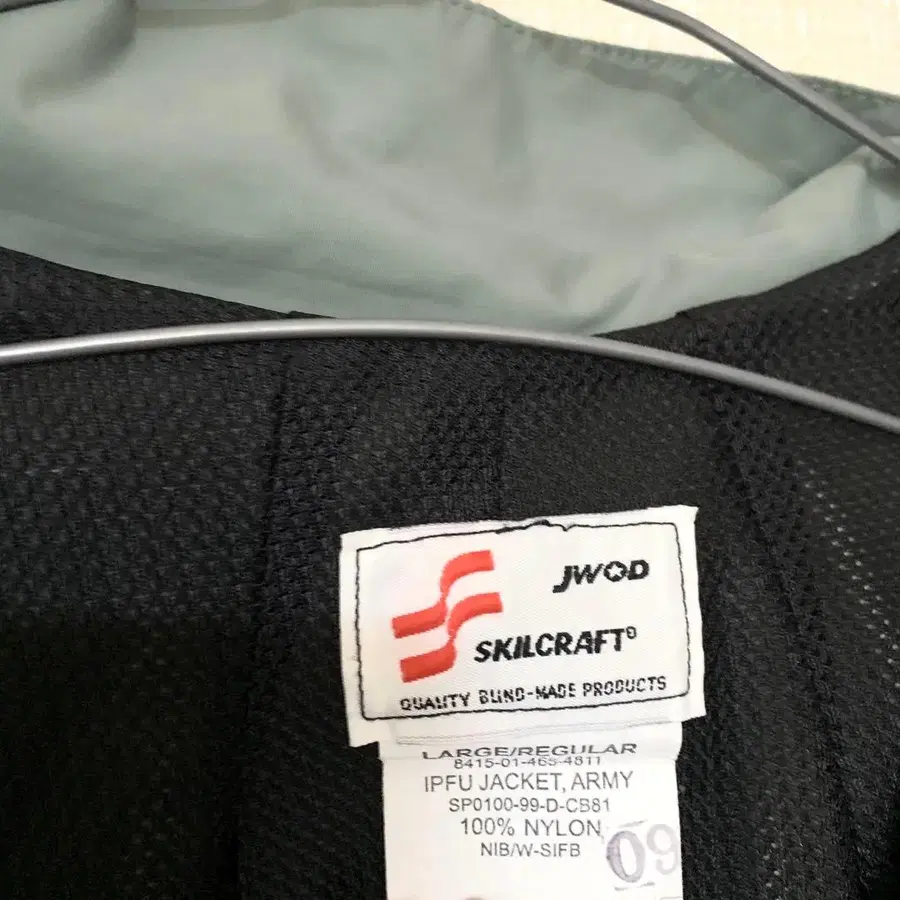 JWOD
SKILCRAFT®
QUALITY BLIND-MADE PRODUCTS
LARGE/REGULAR
8415-01-465-4811
IPFU JACKET, ARMY
SP0100-99-D-CB81
100% NYLON
NIB/W-SIFB
09